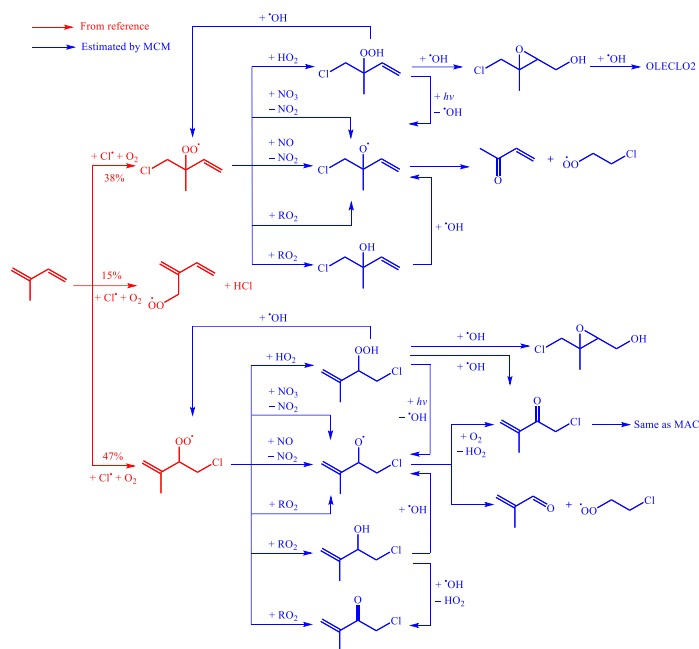 From reference
Estimated by MCM
+ •OH
OOH
Cl
+ HO2
+ •OH
O
Cl
OH
+ •OH
OLECLO2
+ hν
− •OH
+ NO3
− NO2
+ Cl• + O2
38%
OO•
Cl
+ NO
− NO2
O•
Cl
O
+
•OO
Cl
+ RO2
+ •OH
OH
+ RO2
Cl
15%
+ Cl• + O2
•OO
+ HCl
+ •OH
OOH
Cl
+ HO2
+ •OH
+ •OH
O
Cl
OH
+ hν
− •OH
+ NO3
− NO2
O
Cl
Same as MAC
+ O2
− HO2
47%
+ Cl• + O2
OO•
Cl
+ NO
− NO2
O•
Cl
+ RO2
+ •OH
O
+
•OO
Cl
OH
Cl
+ RO2
+ •OH
− HO2
O
Cl
+ RO2